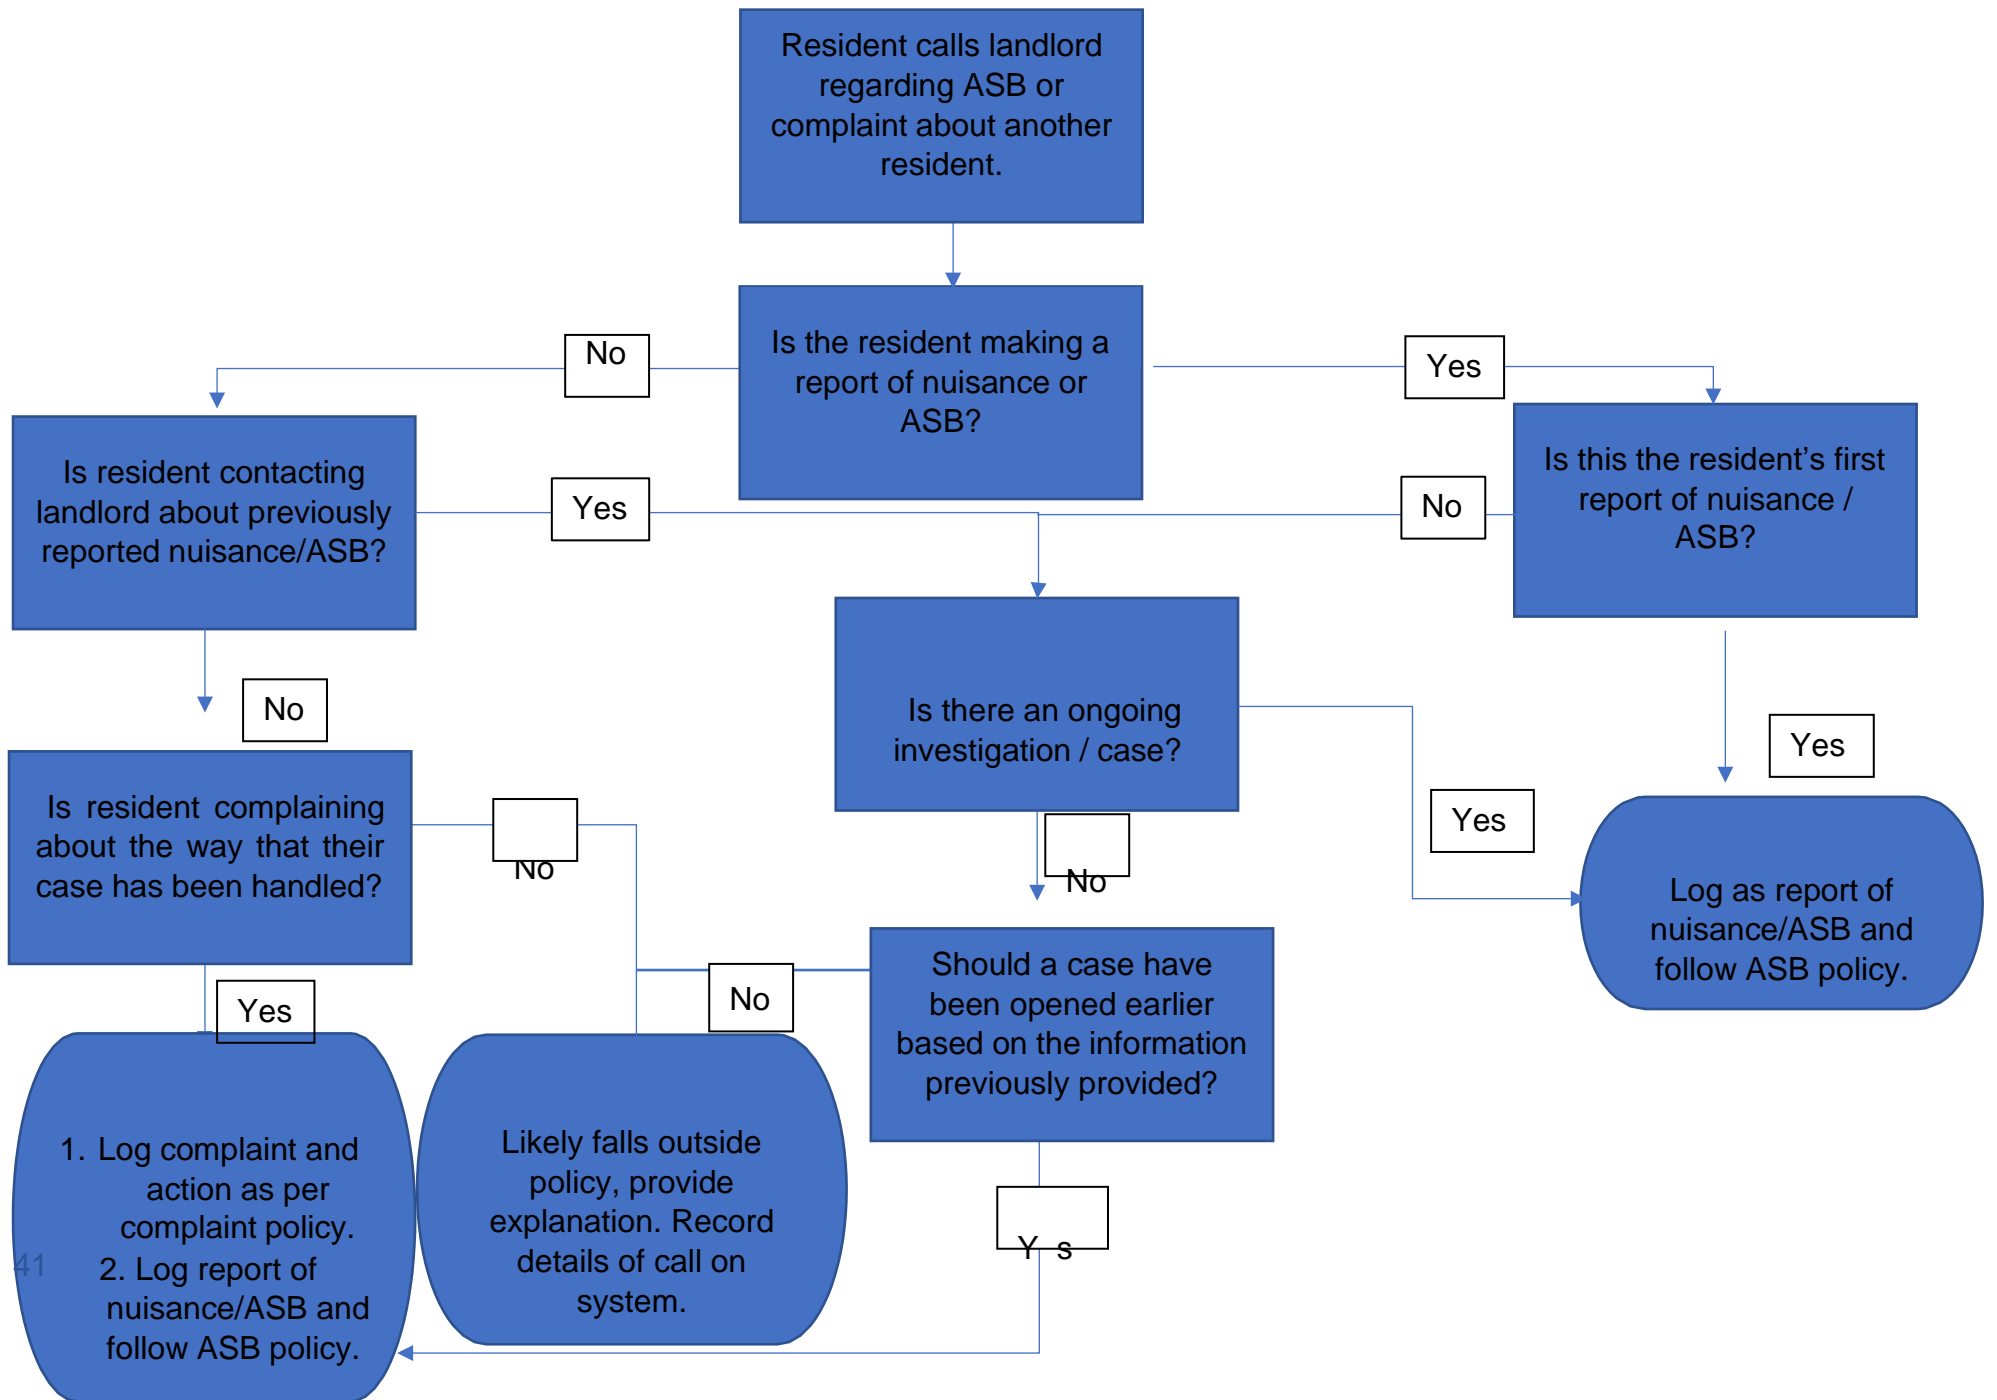 Resident calls landlord
regarding ASB or
complaint about another
resident.
Is the resident making a
report of nuisance or
ASB?
No
Yes
Is resident contacting
landlord about previously
reported nuisance/ASB?
Yes
No
Is this the resident’s first
report of nuisance /
ASB?
No
Is there an ongoing
investigation / case?
Yes
Yes
Is resident complaining
about the way that their
case has been handled?
No
No
Log as report of
nuisance/ASB and
follow ASB policy.
Yes
No
Should a case have
been opened earlier
based on the information
previously provided?
1. Log complaint and
action as per
complaint policy.
2. Log report of
nuisance/ASB and
follow ASB policy.
Likely falls outside
policy, provide
explanation. Record
details of call on
system.
Y s
41